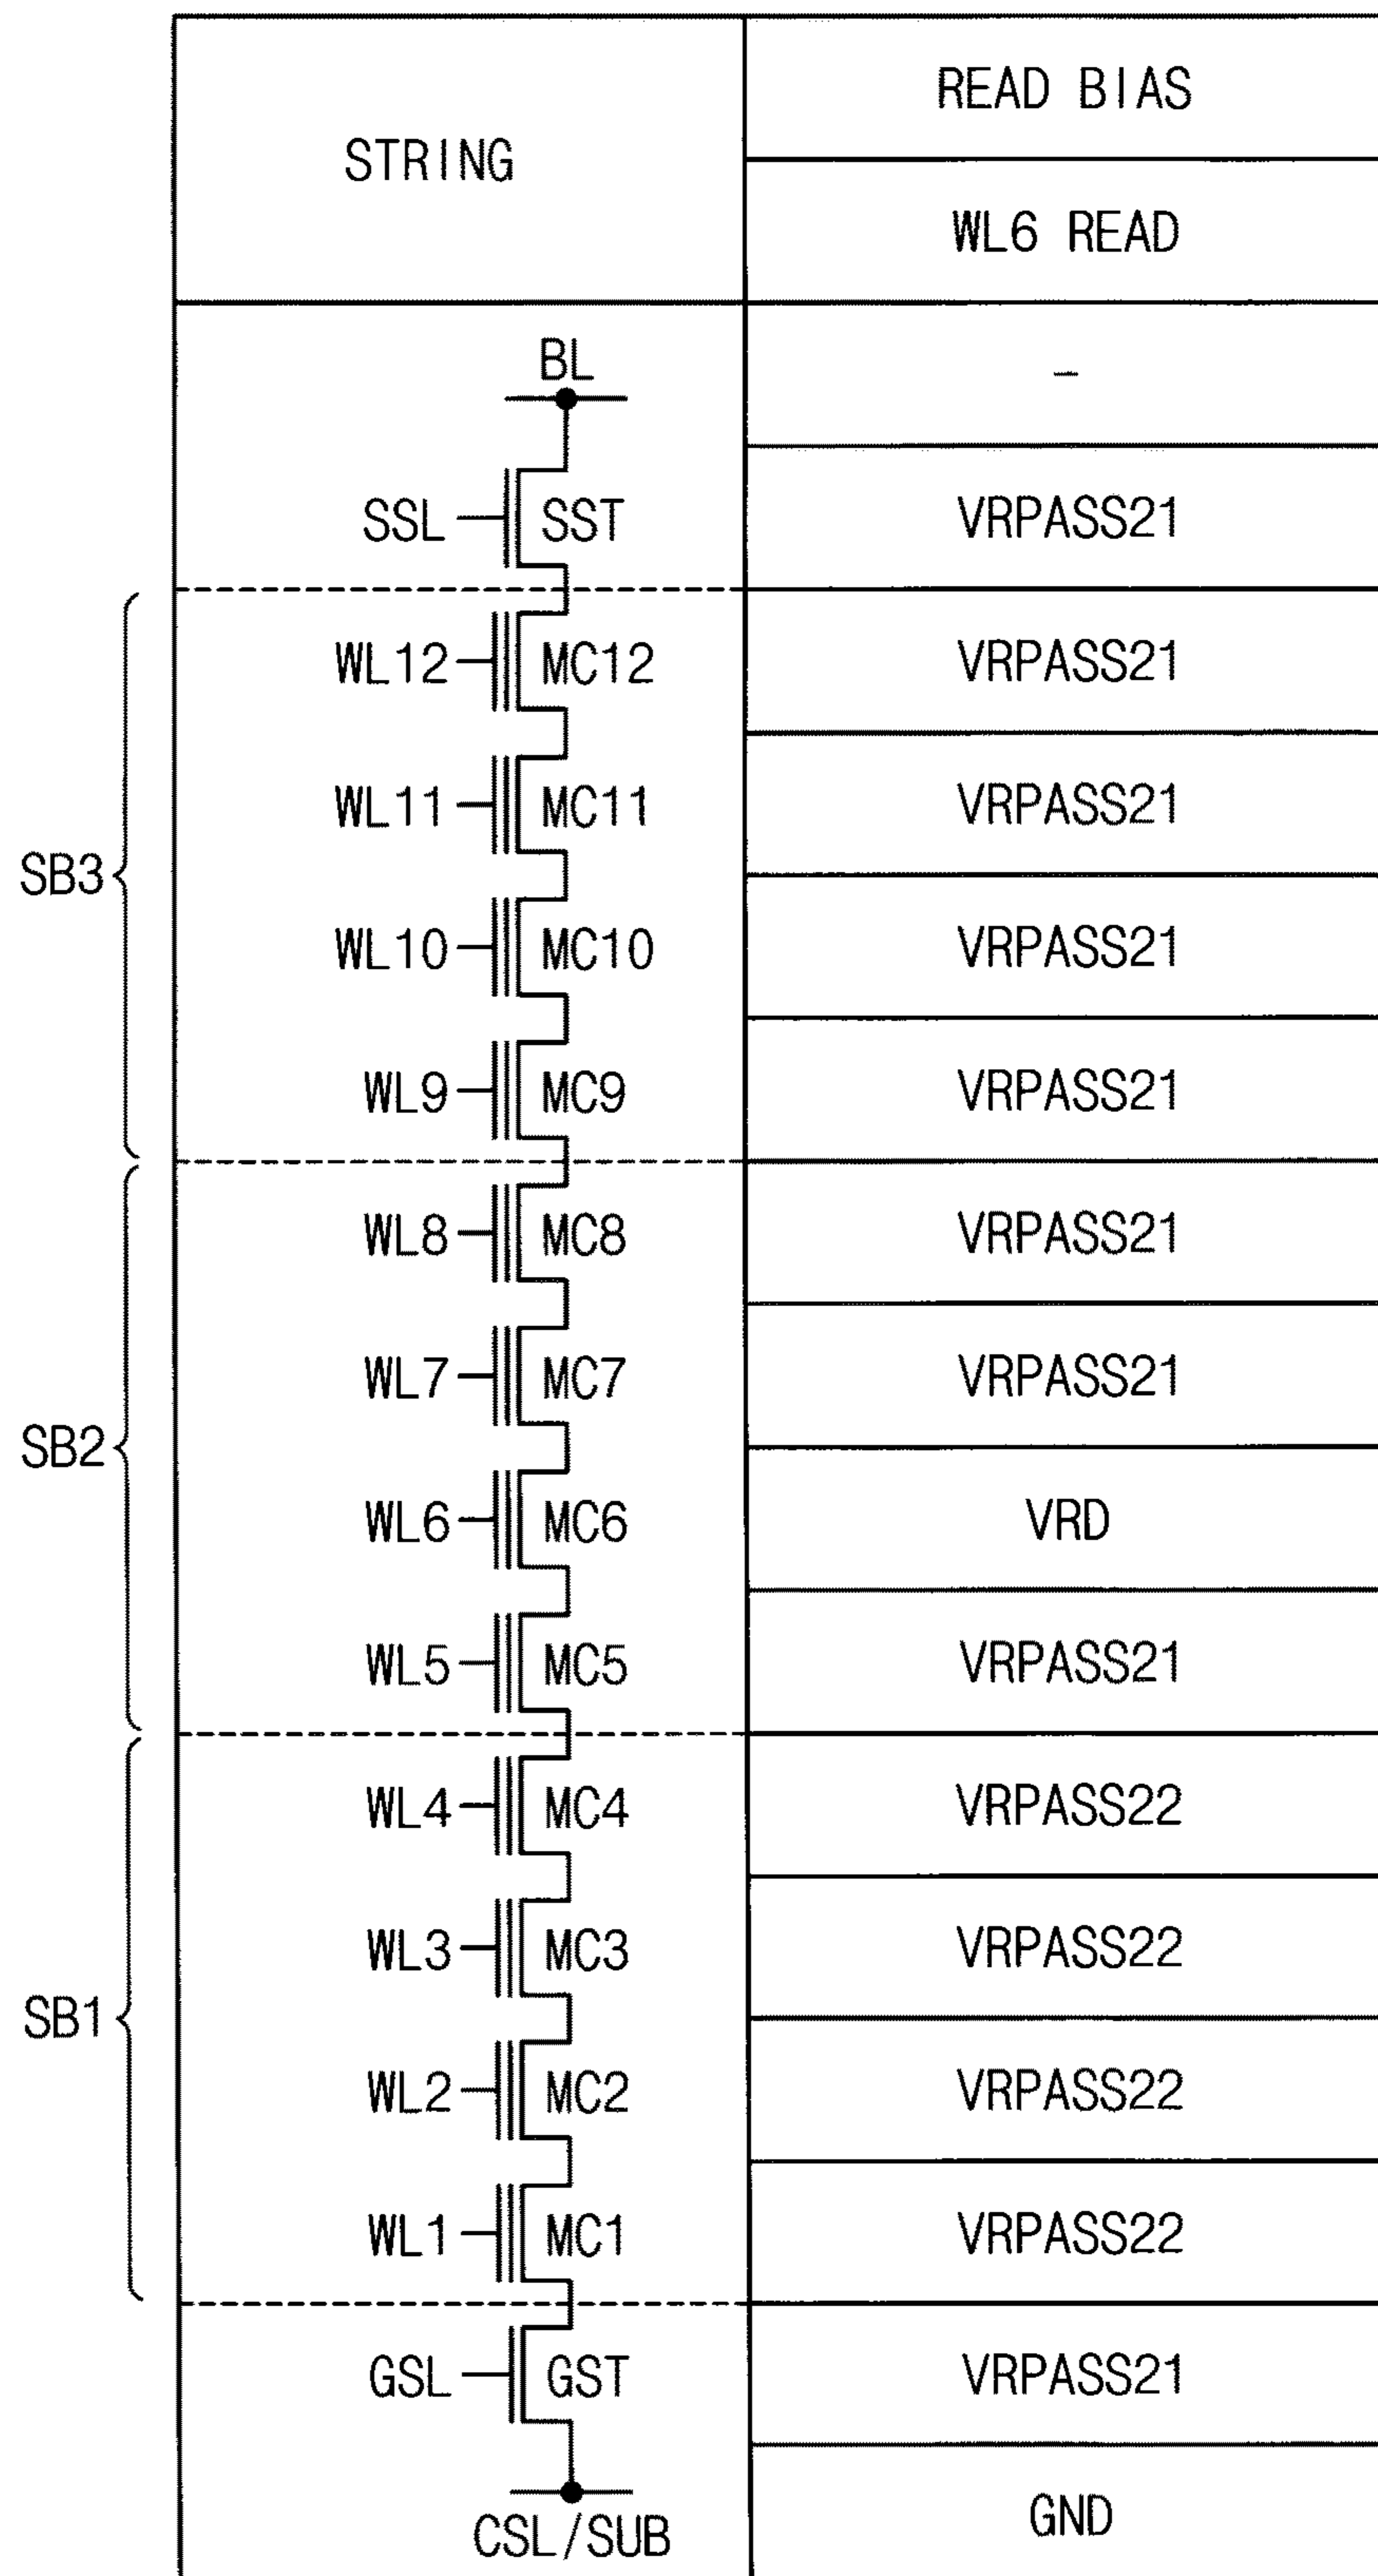 STRING
READ BIAS
WL6 READ
BL
-
SSL SST VRPASS21
WL12 MC12 VRPASS21
WL11 MC11 VRPASS21
SB3
WL10 MC10 VRPASS21
WL9 MC9 VRPASS21
WL8 MC8 VRPASS21
WL7 MC7 VRPASS21
SB2
WL6 MC6 VRD
WL5 MC5 VRPASS21
WL4 MC4 VRPASS22
WL3 MC3 VRPASS22
SB1
WL2 MC2 VRPASS22
WL1 MC1 VRPASS22
GSL GST VRPASS21
CSL/SUB GND